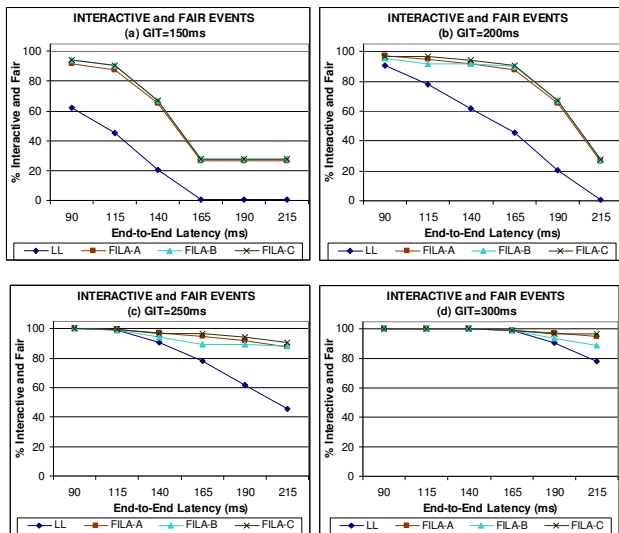 INTERACTIVE and FAIR EVENTS
(a) GIT=150ms
% Interactive and Fair
100
80
60
40
20
0
90 115 140 165 190 215
End-to-End Latency (ms)
LL FILA-A FILA-B FILA-C
INTERACTIVE and FAIR EVENTS
(b) GIT=200ms
% Interactive and Fair
100
80
60
40
20
0
90 115 140 165 190 215
End-to-End Latency (ms)
LL FILA-A FILA-B FILA-C
INTERACTIVE and FAIR EVENTS
(c) GIT=250ms
% Interactive and Fair
100
80
60
40
20
0
90 115 140 165 190 215
End-to-End Latency (ms)
LL FILA-A FILA-B FILA-C
INTERACTIVE and FAIR EVENTS
(d) GIT=300ms
% Interactive and Fair
100
80
60
40
20
0
90 115 140 165 190 215
End-to-End Latency (ms)
LL FILA-A FILA-B FILA-C